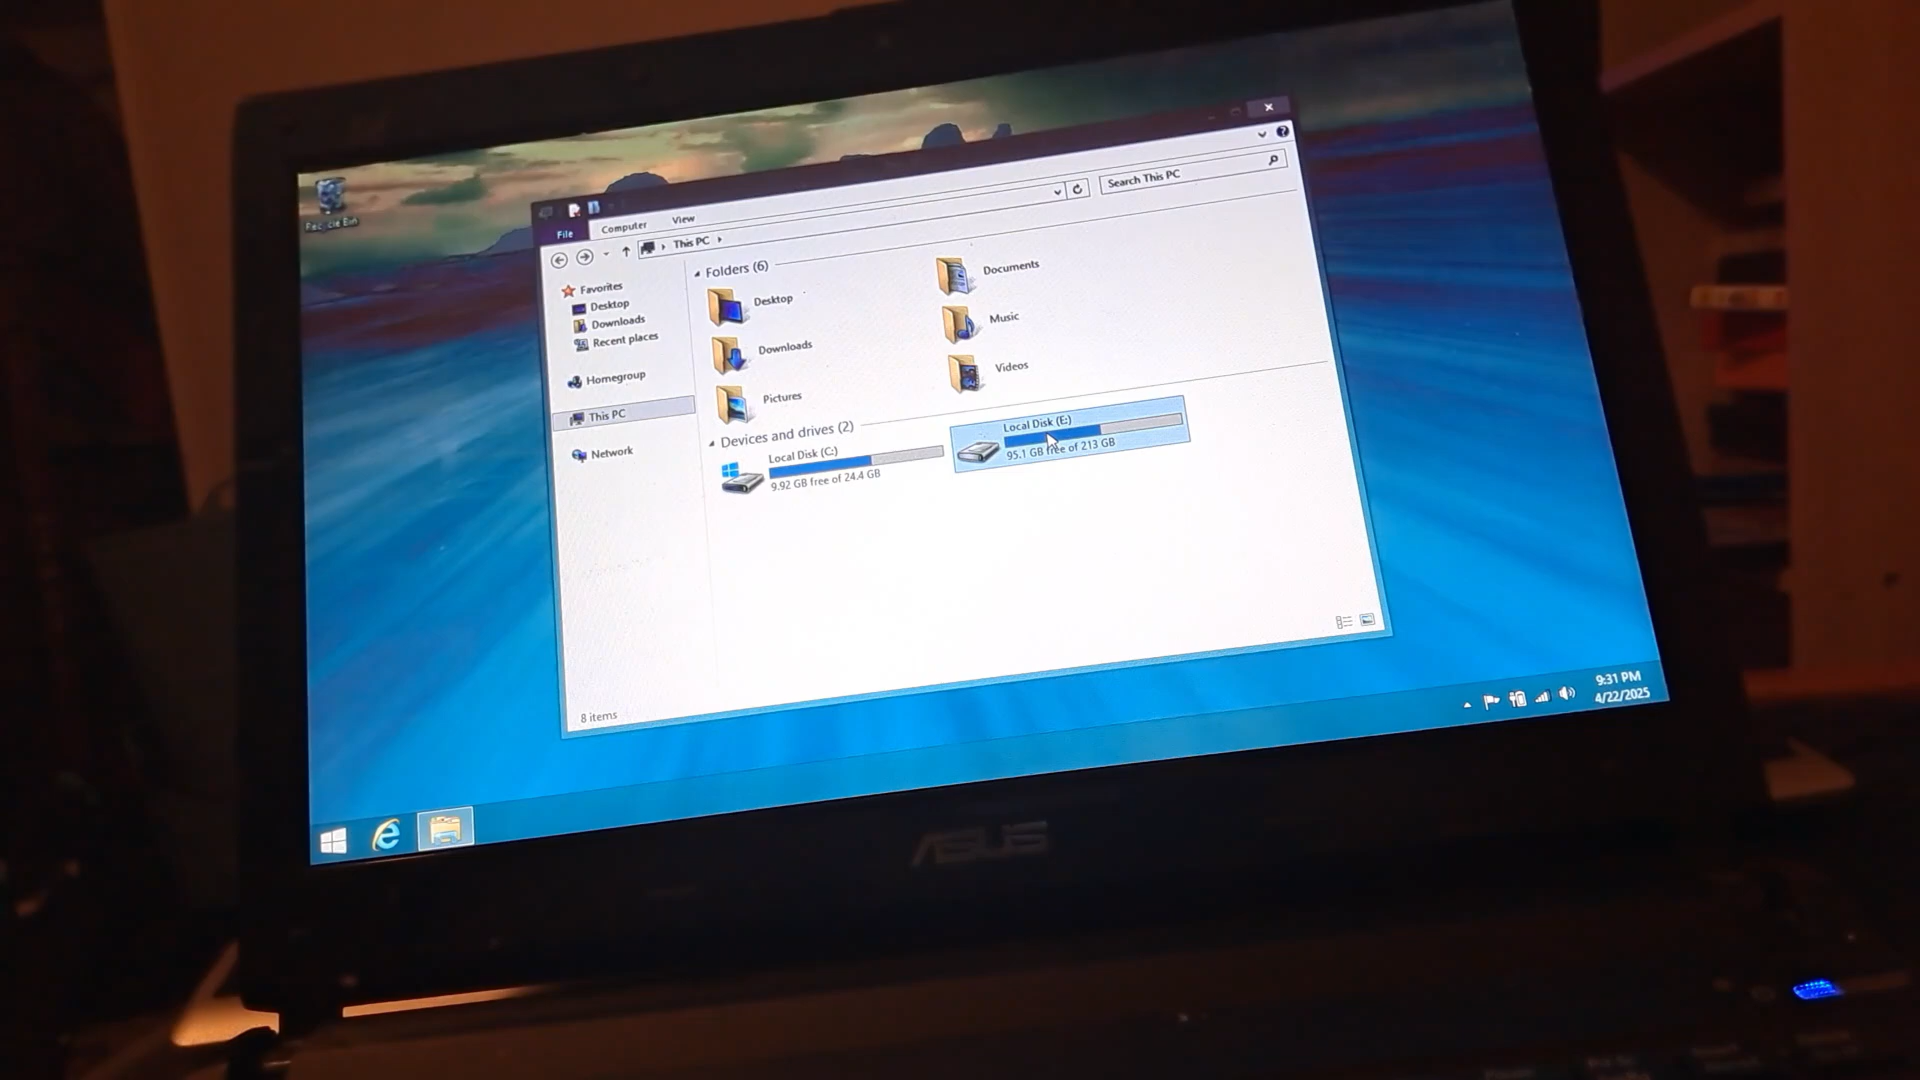 Recycle Bin
File
Computer
View
This PC
Search This PC
Favorites
Desktop
Downloads
Recent places
Homegroup
This PC
Network
Folders (6)
Desktop
Documents
Downloads
Music
Pictures
Videos
Devices and drives (2)
Local Disk (C:)
9.92 GB free of 24.4 GB
Local Disk (E:)
95.1 GB free of 213 GB
8 items
9:31 PM
4/22/2025
ASUS